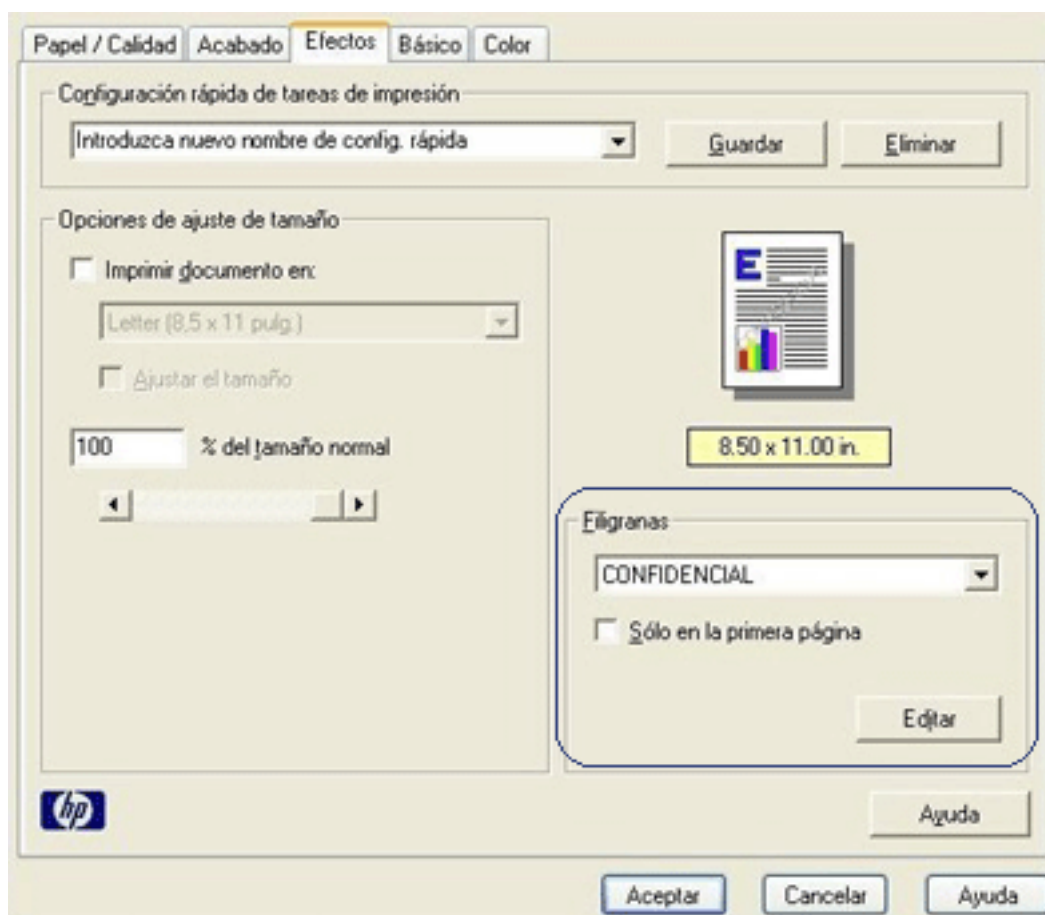 Papel / Calidad Acabado Efectos Básico Color
Configuración rápida de tareas de impresión
Introduzca nuevo nombre de config. rápida Guardar Eliminar
Opciones de ajuste de tamaño
Imprimir documento en:
Letter (8,5 x 11 pulg.)
Ajustar el tamaño
100 % del tamaño normal
E
8.50 x 11.00 in.
Filigranas
CONFIDENCIAL
Sólo en la primera página
Editar
hp
Ayuda
Aceptar Cancelar Ayuda